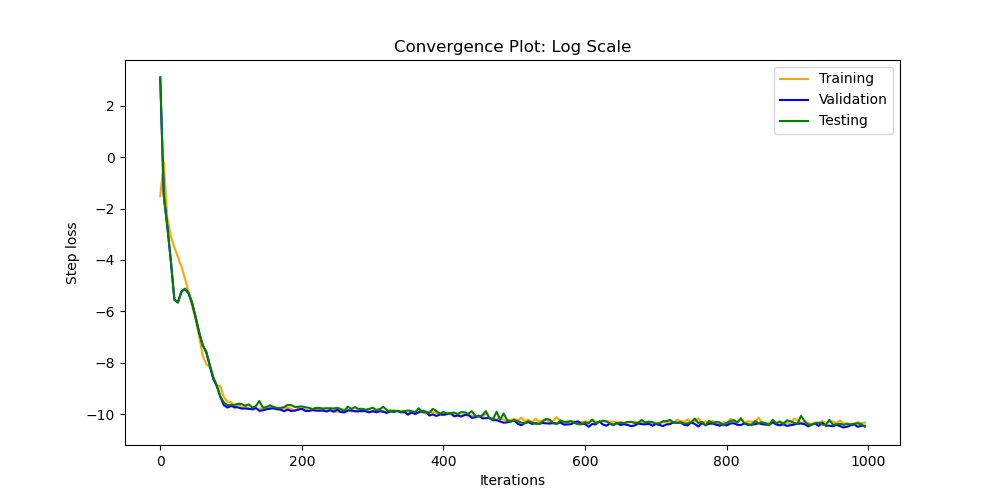 Convergence Plot: Log Scale
Training
Validation
Testing
2
0
−2
−4
−6
−8
−10
Step loss
0 200 400 600 800 1000
Iterations